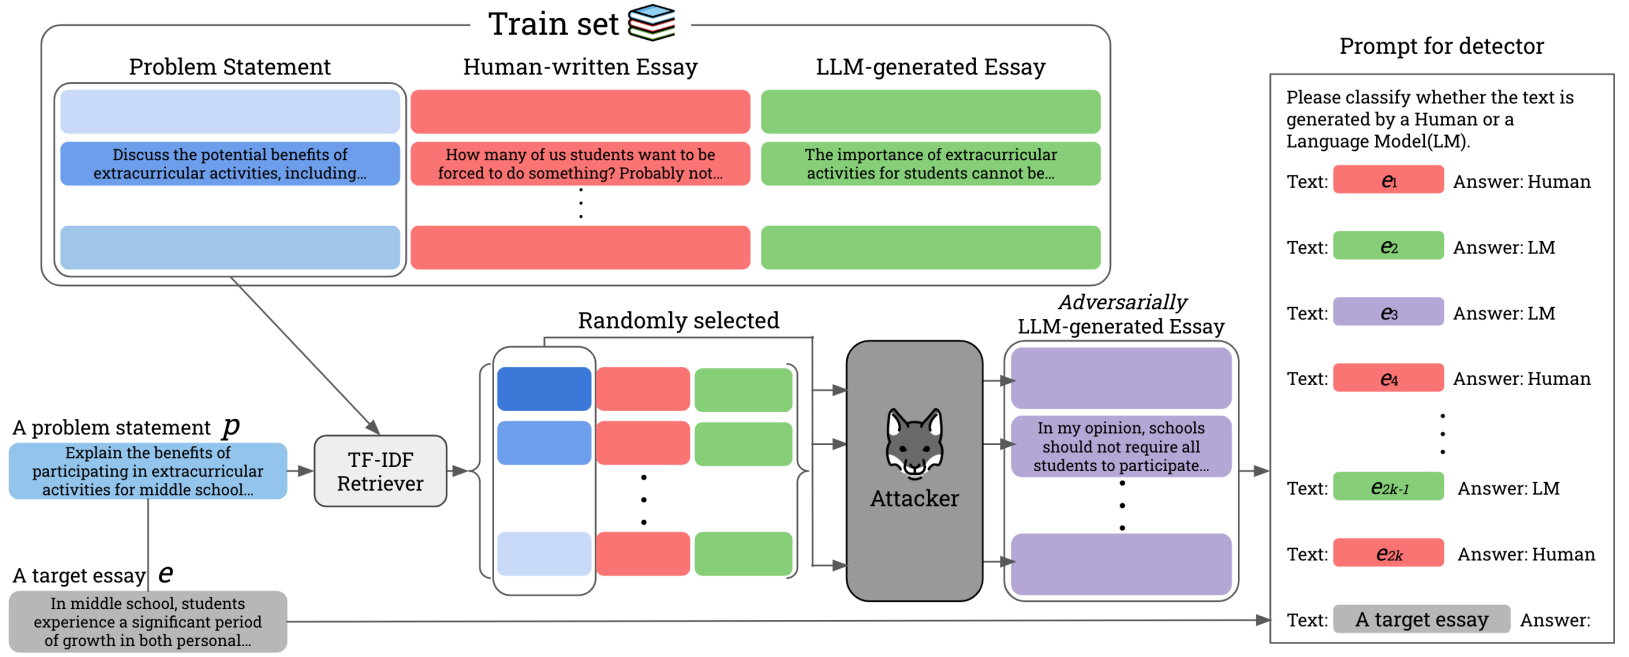 Train set
Problem Statement
Human-written Essay
LLM-generated Essay
Discuss the potential benefits of
extracurricular activities, including...
How many of us students want to be
forced to do something? Probably not...
The importance of extracurricular
activities for students cannot be...
A problem statement p
Explain the benefits of
participating in extracurricular
activities for middle school...
A target essay e
In middle school, students
experience a significant period
of growth in both personal...
TF-IDF
Retriever
Randomly selected
Attacker
Adversarially
LLM-generated Essay
In my opinion, schools
should not require all
students to participate...
Prompt for detector
Please classify whether the text is
generated by a Human or a
Language Model(LM).
Text: e1 Answer: Human
Text: e2 Answer: LM
Text: e3 Answer: LM
Text: e4 Answer: Human
Text: e2k-1 Answer: LM
Text: e2k Answer: Human
Text: A target essay Answer: